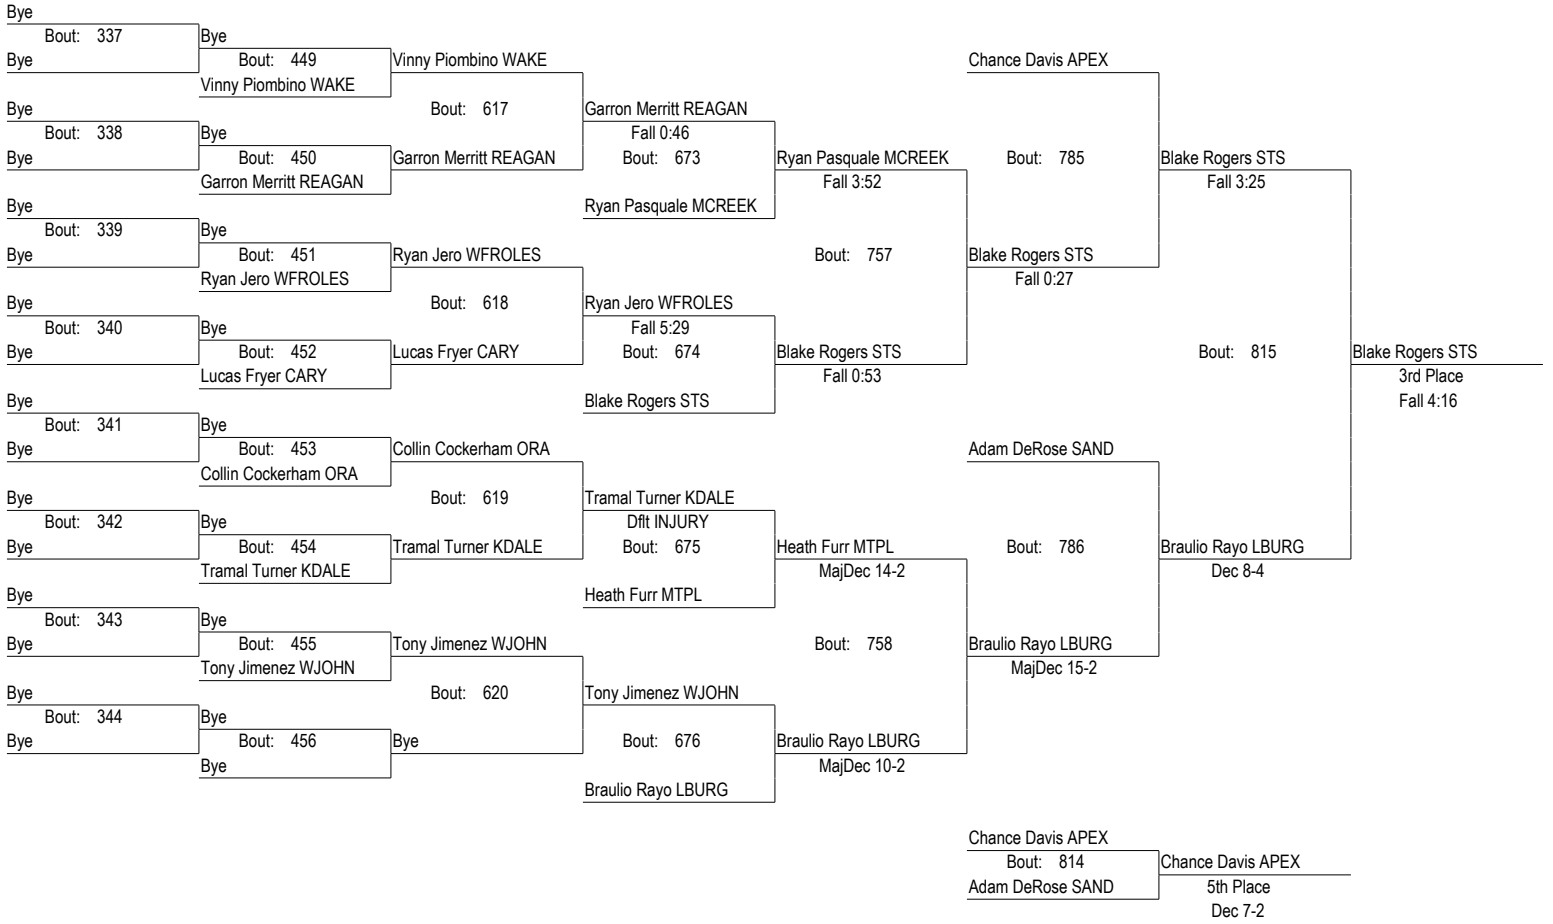 Bye
Bout: 337
Bye
Bye
Bout: 449
Vinny Piombino WAKE
Vinny Piombino WAKE
Bye
Bout: 338
Bye
Bye
Bout: 450
Garron Merritt REAGAN
Bout: 617
Garron Merritt REAGAN
Garron Merritt REAGAN
Fall 0:46
Bout: 673
Ryan Pasquale MCREEK
Ryan Pasquale MCREEK
Fall 3:52
Bye
Bout: 339
Bye
Bye
Bout: 451
Ryan Jero WFROLES
Ryan Jero WFROLES
Bye
Bout: 340
Bye
Bye
Bout: 452
Lucas Fryer CARY
Bout: 618
Lucas Fryer CARY
Ryan Jero WFROLES
Fall 5:29
Bout: 674
Blake Rogers STS
Blake Rogers STS
Fall 0:53
Bout: 757
Chance Davis APEX
Bout: 785
Blake Rogers STS
Fall 0:27
Blake Rogers STS
Fall 3:25
Bye
Bout: 341
Bye
Bye
Bout: 453
Collin Cockerham ORA
Collin Cockerham ORA
Bye
Bout: 342
Bye
Bye
Bout: 454
Tramal Turner KDALE
Bout: 619
Tramal Turner KDALE
Tramal Turner KDALE
Dflt INJURY
Bout: 675
Heath Furr MTPL
Heath Furr MTPL
MajDec 14-2
Bye
Bout: 343
Bye
Bye
Bout: 455
Tony Jimenez WJOHN
Tony Jimenez WJOHN
Bye
Bout: 344
Bye
Bye
Bout: 456
Bye
Bout: 620
Bye
Tony Jimenez WJOHN
Bout: 676
Braulio Rayo LBURG
Braulio Rayo LBURG
MajDec 10-2
Bout: 758
Adam DeRose SAND
Bout: 786
Braulio Rayo LBURG
MajDec 15-2
Braulio Rayo LBURG
Dec 8-4
Bout: 815
Blake Rogers STS
3rd Place
Fall 4:16
Chance Davis APEX
Bout: 814
Adam DeRose SAND
Chance Davis APEX
5th Place
Dec 7-2